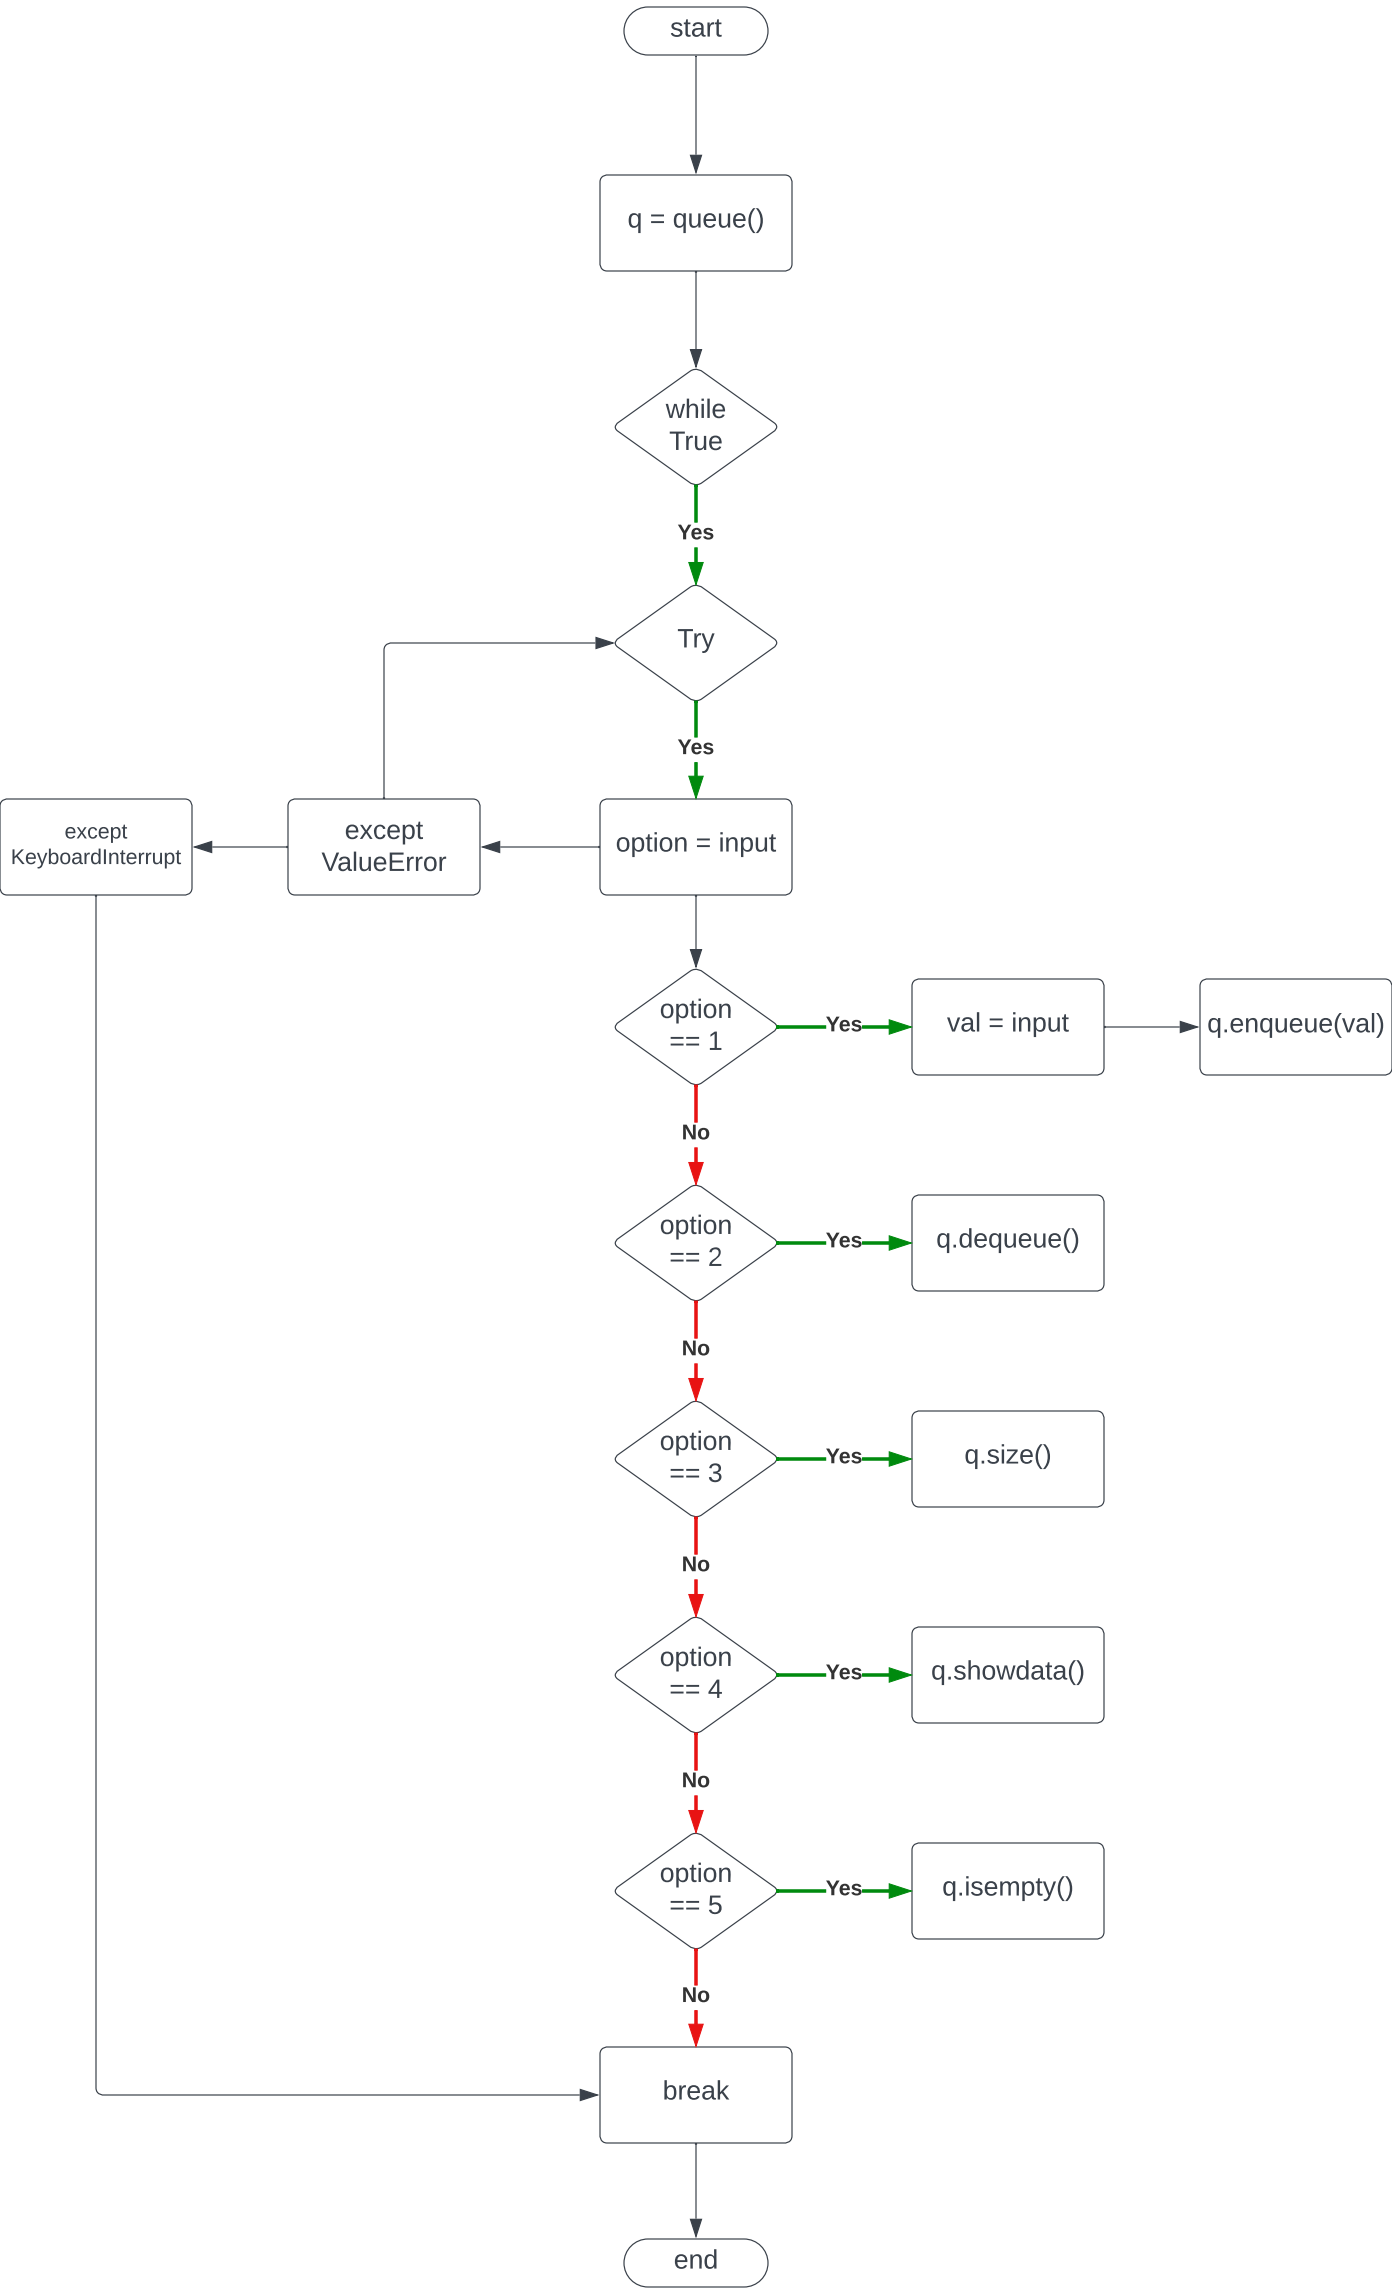 start
q = queue()
while
True
Yes
Try
Yes
except
KeyboardInterrupt
except
ValueError
option = input
option
== 1
Yes
val = input
q.enqueue(val)
No
option
== 2
Yes
q.dequeue()
No
option
== 3
Yes
q.size()
No
option
== 4
Yes
q.showdata()
No
option
== 5
Yes
q.isempty()
No
break
end